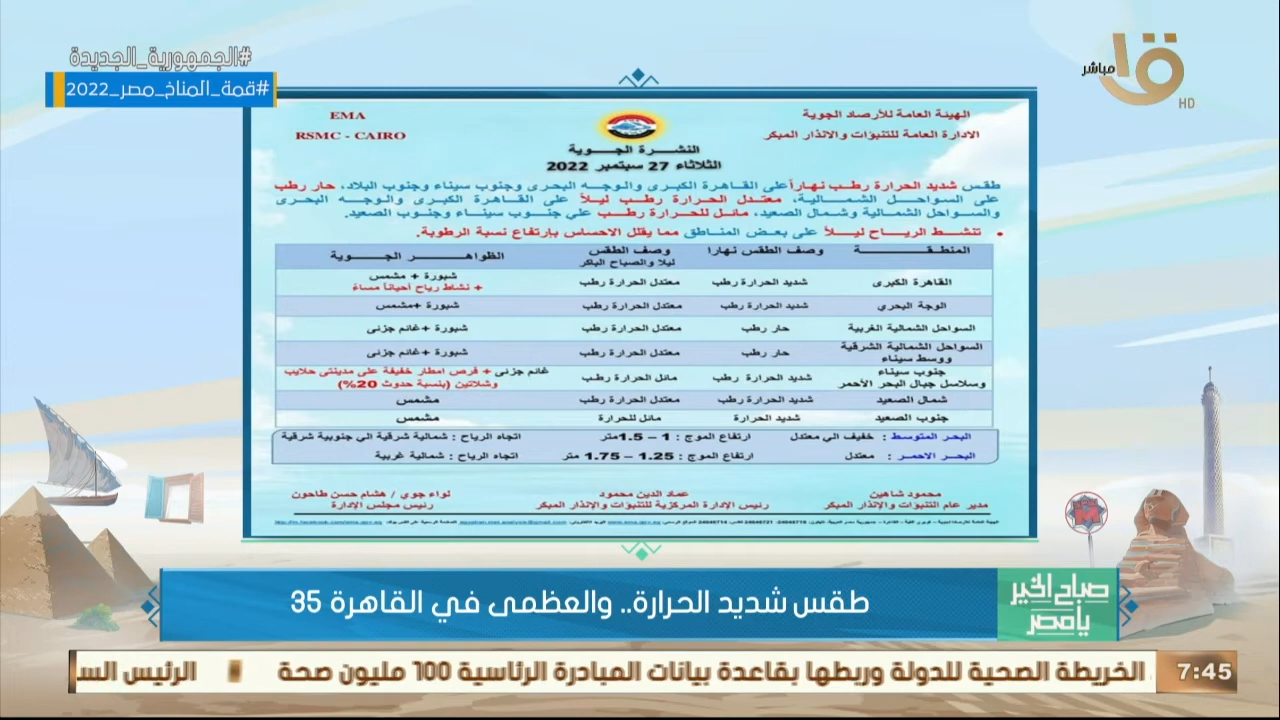 #الجمهورية_الجديدة
#قمة_المناخ_مصر_2022
مباشر
HD
EMA
RSMC - CAIRO
الهيئة العامة للأرصاد الجوية
الادارة العامة للتنبؤات والانذار المبكر
النشـــرة الجـــوية
الثلاثاء 27 سبتمبر 2022
طقس شديد الحرارة رطب نهاراً على القاهرة الكبرى والوجه البحرى وجنوب سيناء وجنوب البلاد، حار رطب
على السواحل الشمالية، معتدل الحرارة رطب ليلاً على القاهرة الكبرى والوجه البحرى
والسواحل الشمالية وشمال الصعيد، مائل للحرارة رطب على جنوب سيناء وجنوب الصعيد.
• تنشط الرياح ليلاً على بعض المناطق مما يقلل الاحساس بإرتفاع نسبة الرطوبة.
المنطقـــة وصف الطقس نهارا وصف الطقس ليلا والصباح الباكر الظواهـــر الجـــوية
القاهرة الكبرى شديد الحرارة رطب معتدل الحرارة رطب شبورة + مشمس + نشاط رياح أحياناً مساءً
الوجة البحري شديد الحرارة رطب معتدل الحرارة رطب شبورة +مشمس
السواحل الشمالية الغربية حار رطب معتدل الحرارة رطب شبورة +غائم جزئى
السواحل الشمالية الشرقية ووسط سيناء حار رطب معتدل الحرارة رطب شبورة +غائم جزئى
جنوب سيناء وسلاسل جبال البحر الأحمر شديد الحرارة رطب مائل الحرارة رطب غائم جزئى + فرص امطار خفيفة على مدينتى حلايب وشلاتين (بنسبة حدوث 20%)
شمال الصعيد شديد الحرارة رطب معتدل الحرارة رطب مشمس
جنوب الصعيد شديد الحرارة مائل للحرارة مشمس
البحر المتوسط : خفيف الى معتدل ارتفاع الموج : 1 – 1.5متر اتجاه الرياح : شمالية شرقية الى جنوبية شرقية
البحر الاحمر : معتدل ارتفاع الموج : 1.25 – 1.75 متر اتجاه الرياح : شمالية غربية
محمود شاهين عماد الدين محمود لواء جوي / هشام حسن طاحون
مدير عام التنبؤات والإنذار المبكر رئيس الإدارة المركزية للتنبؤات والإنذار المبكر رئيس مجلس الإدارة
صباح الخير
يا مصر
طقس شديد الحرارة.. والعظمى في القاهرة 35
7:45
الخريطة الصحية للدولة وربطها بقاعدة بيانات المبادرة الرئاسية 100 مليون صحة الرئيس الس